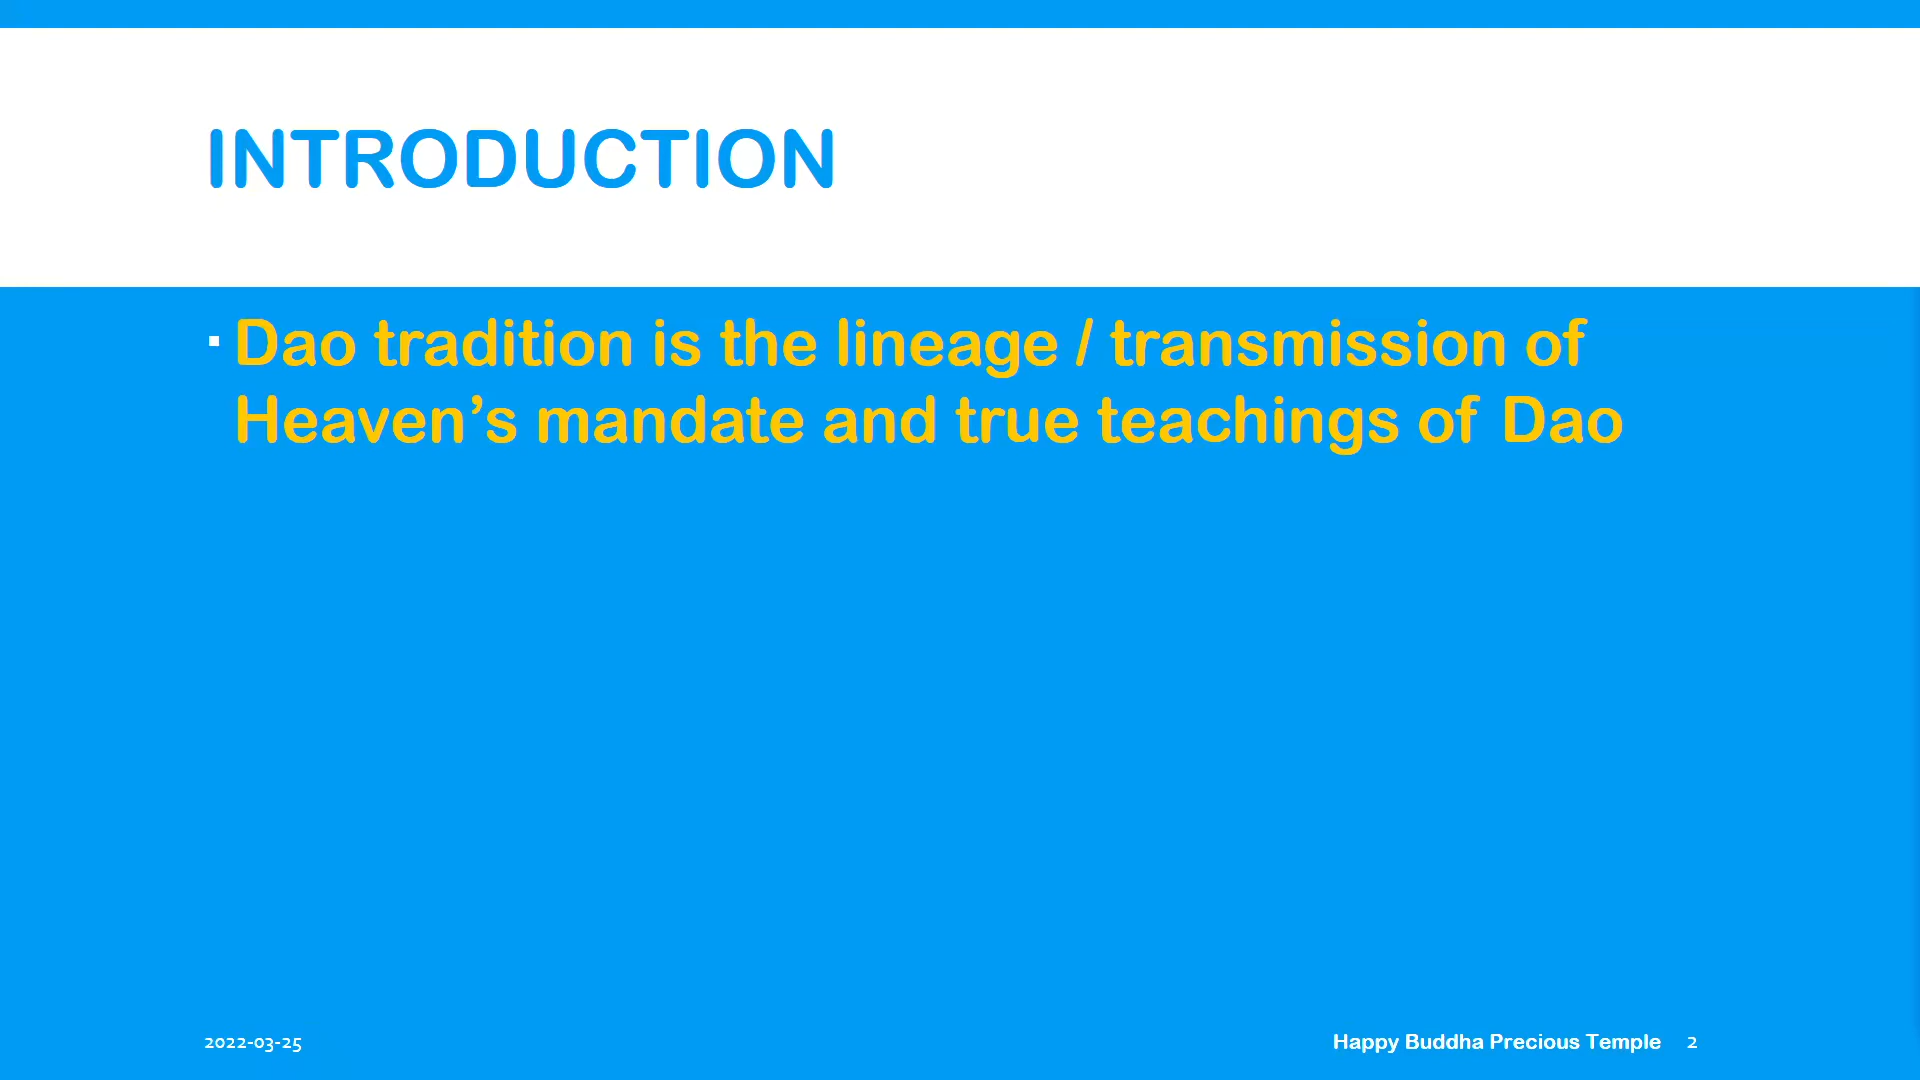 INTRODUCTION
▪ Dao tradition is the lineage / transmission of
Heaven’s mandate and true teachings of Dao
2022-03-25
Happy Buddha Precious Temple 2